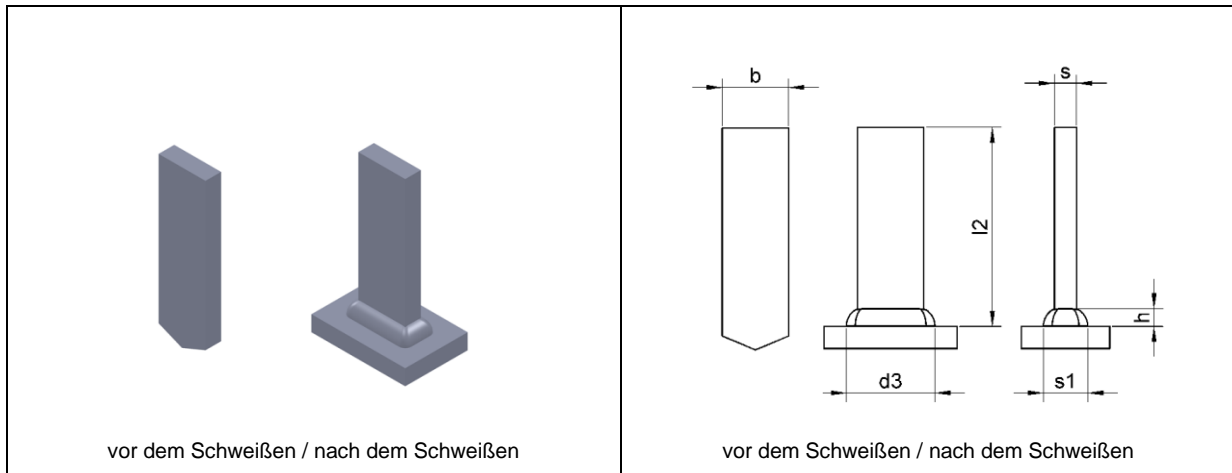 vor dem Schweißen / nach dem Schweißen
b
s
l2
h
d3
s1
vor dem Schweißen / nach dem Schweißen